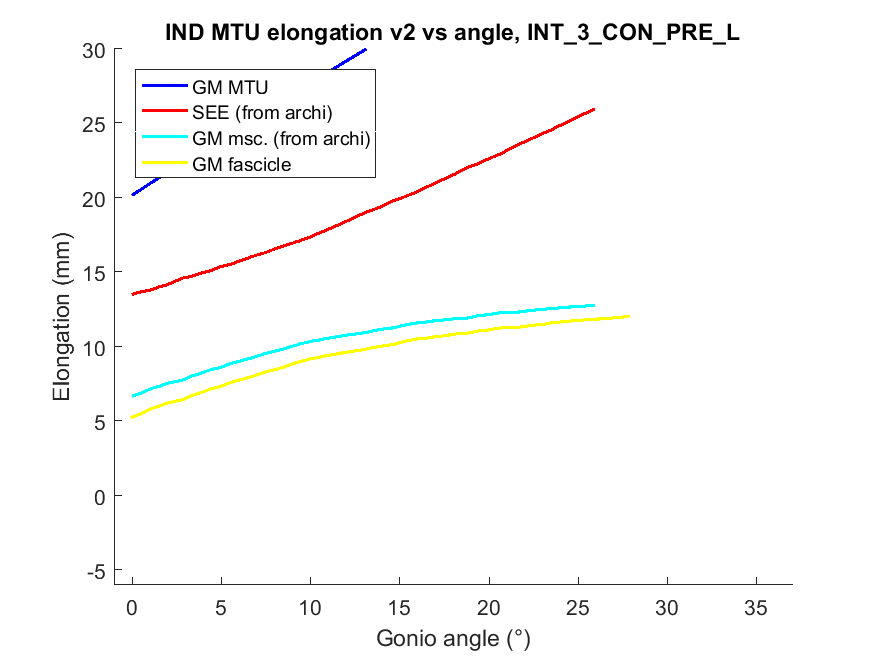 IND MTU elongation v2 vs angle, INT_3_CON_PRE_L
30
25
20
15
10
5
0
-5
Elongation (mm)
GM MTU
SEE (from archi)
GM msc. (from archi)
GM fascicle
0 5 10 15 20 25 30 35
Gonio angle (°)